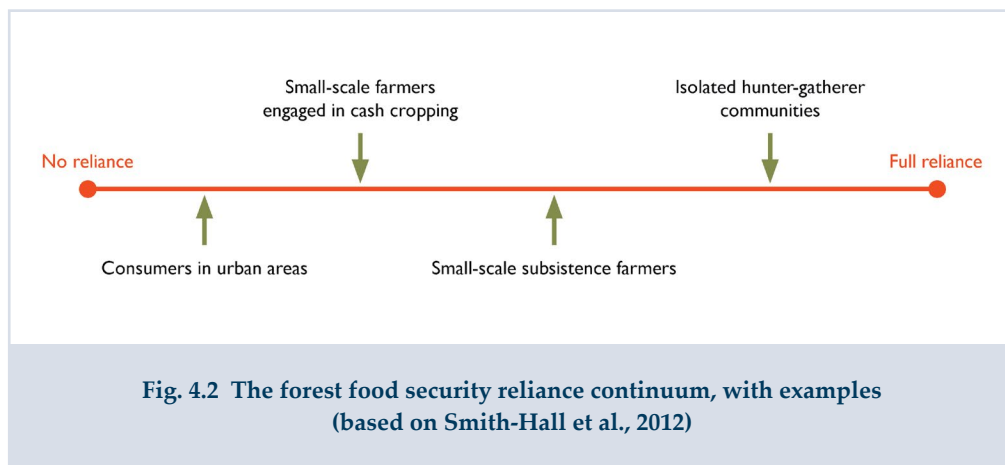 Small-scale farmers
engaged in cash cropping
Isolated hunter-gatherer
communities
No reliance
Full reliance
Consumers in urban areas
Small-scale subsistence farmers
Fig. 4.2 The forest food security reliance continuum, with examples
(based on Smith-Hall et al., 2012)